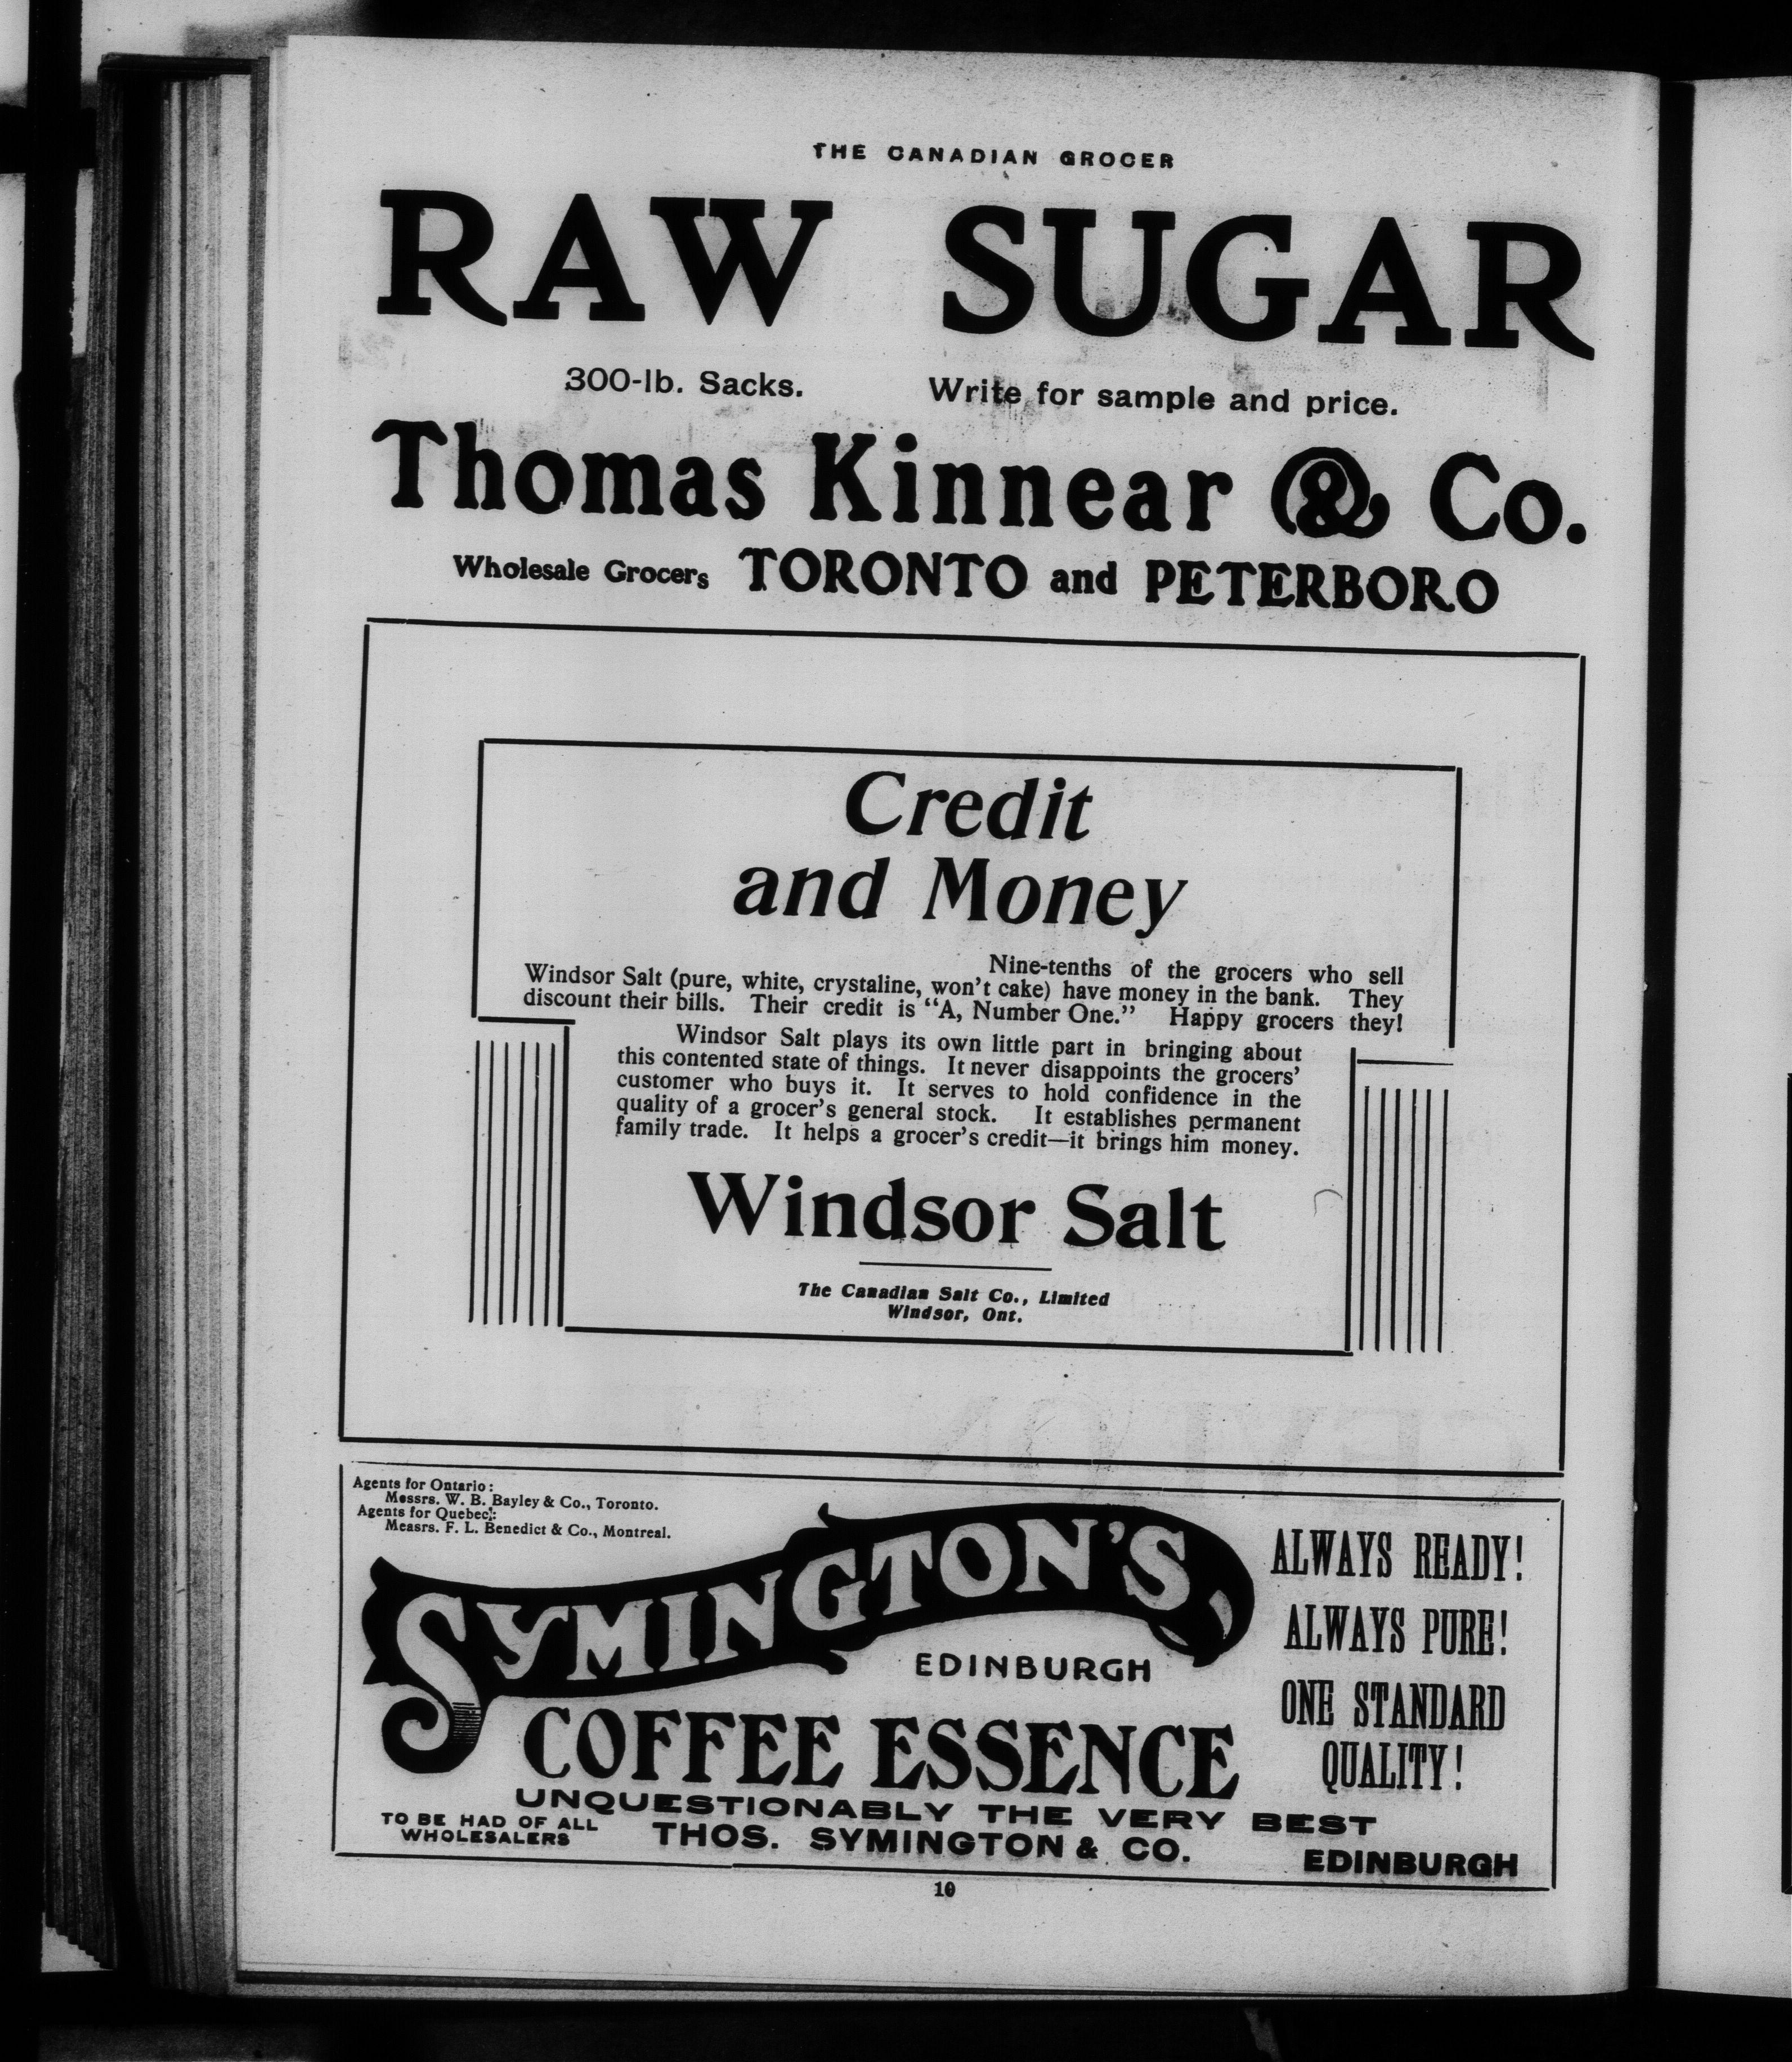 THE CANADIAN GROCER
RAW SUGAR
300-lb. Sacks. Write for sample and price.
Thomas Kinnear & Co.
Wholesale Grocers TORONTO and PETERBORO
Credit
and Money
Nine-tenths of the grocers who sell
Windsor Salt (pure, white, crystaline, won't cake) have money in the bank. They
discount their bills. Their credit is "A, Number One." Happy grocers they!
Windsor Salt plays its own little part in bringing about
this contented state of things. It never disappoints the grocers'
customer who buys it. It serves to hold confidence in the
quality of a grocer's general stock. It establishes permanent
family trade. It helps a grocer's credit—it brings him money.
Windsor Salt
The Canadian Salt Co., Limited
Windsor, Ont.
Agents for Ontario:
Messrs. W. B. Bayley & Co., Toronto.
Agents for Quebec:
Messrs. F. L. Benedict & Co., Montreal.
SYMINGTON'S
EDINBURGH
COFFEE ESSENCE
ALWAYS READY!
ALWAYS PURE!
ONE STANDARD
QUALITY!
UNQUESTIONABLY THE VERY BEST
TO BE HAD OF ALL
WHOLESALERS
THOS. SYMINGTON & CO. EDINBURGH
10